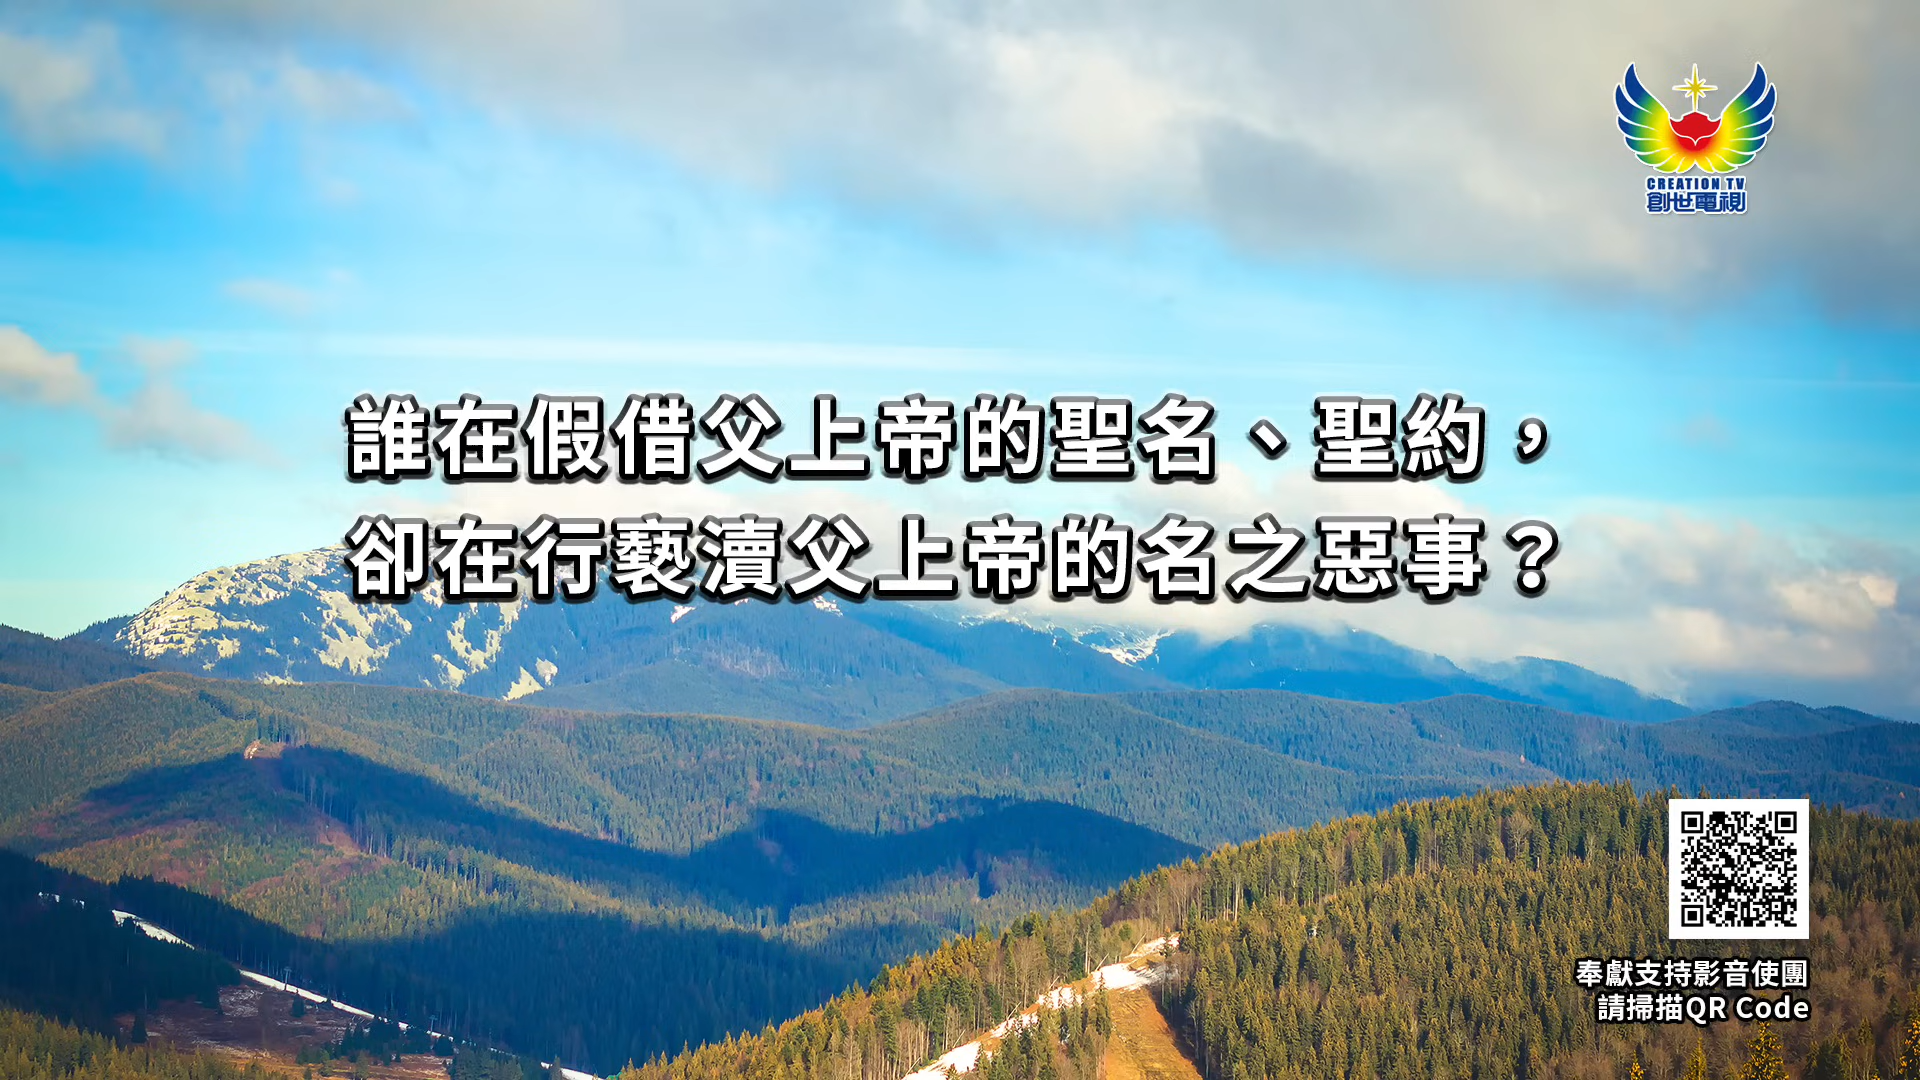 CREATION TV
創世電視
誰在假借父上帝的聖名、聖約，
卻在行褻瀆父上帝的名之惡事？
奉獻支持影音使團
請掃描QR Code